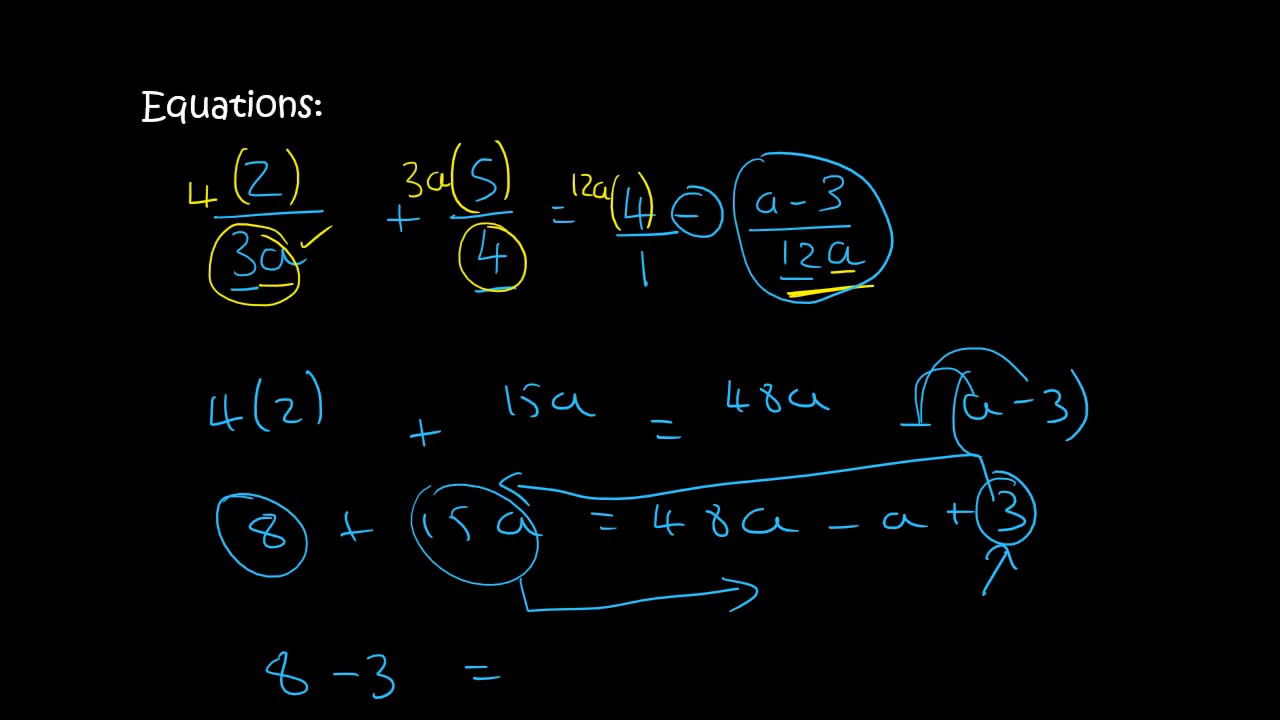 Equations:
4(2)/3a + 3a(5)/4 = 12a(4)/1 - (a-3)/12a
4(2) + 15a = 48a - (a-3)
8 + 15a = 48a - a + 3
8 - 3 =